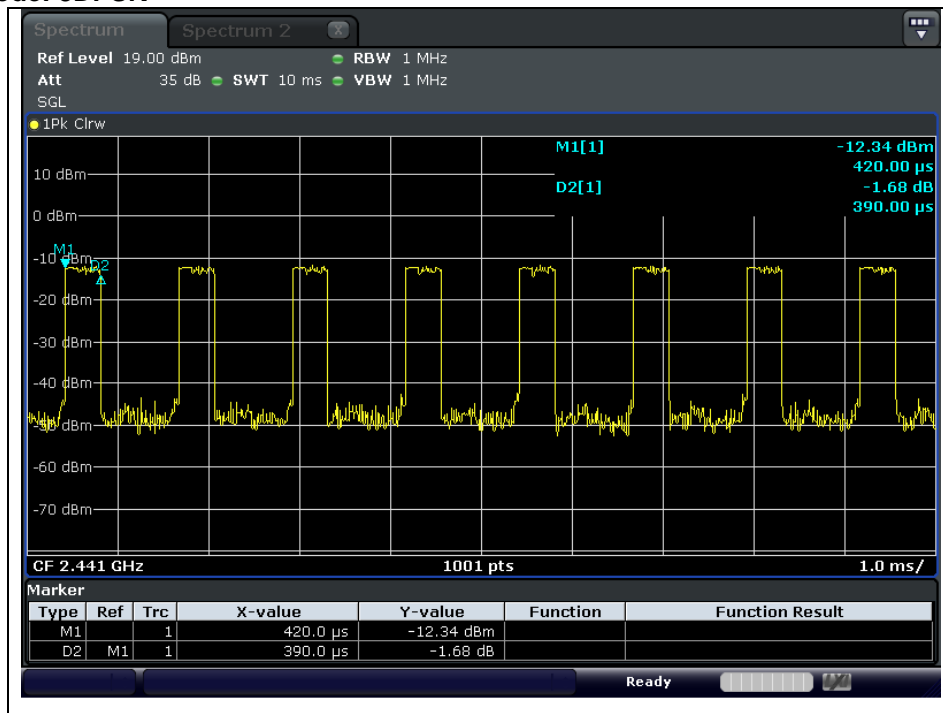 Spectrum Spectrum 2 X
Ref Level 19.00 dBm RBW 1 MHz
Att 35 dB SWT 10 ms VBW 1 MHz
SGL
1Pk Clrw
M1[1] -12.34 dBm
420.00 µs
D2[1] -1.68 dB
390.00 µs
10 dBm
0 dBm
M1
-10 dBm
D2
-20 dBm
-30 dBm
-40 dBm
-50 dBm
-60 dBm
-70 dBm
CF 2.441 GHz 1001 pts 1.0 ms/
Marker
Type Ref Trc X-value Y-value Function Function Result
M1 1 420.0 µs -12.34 dBm
D2 M1 1 390.0 µs -1.68 dB
Ready